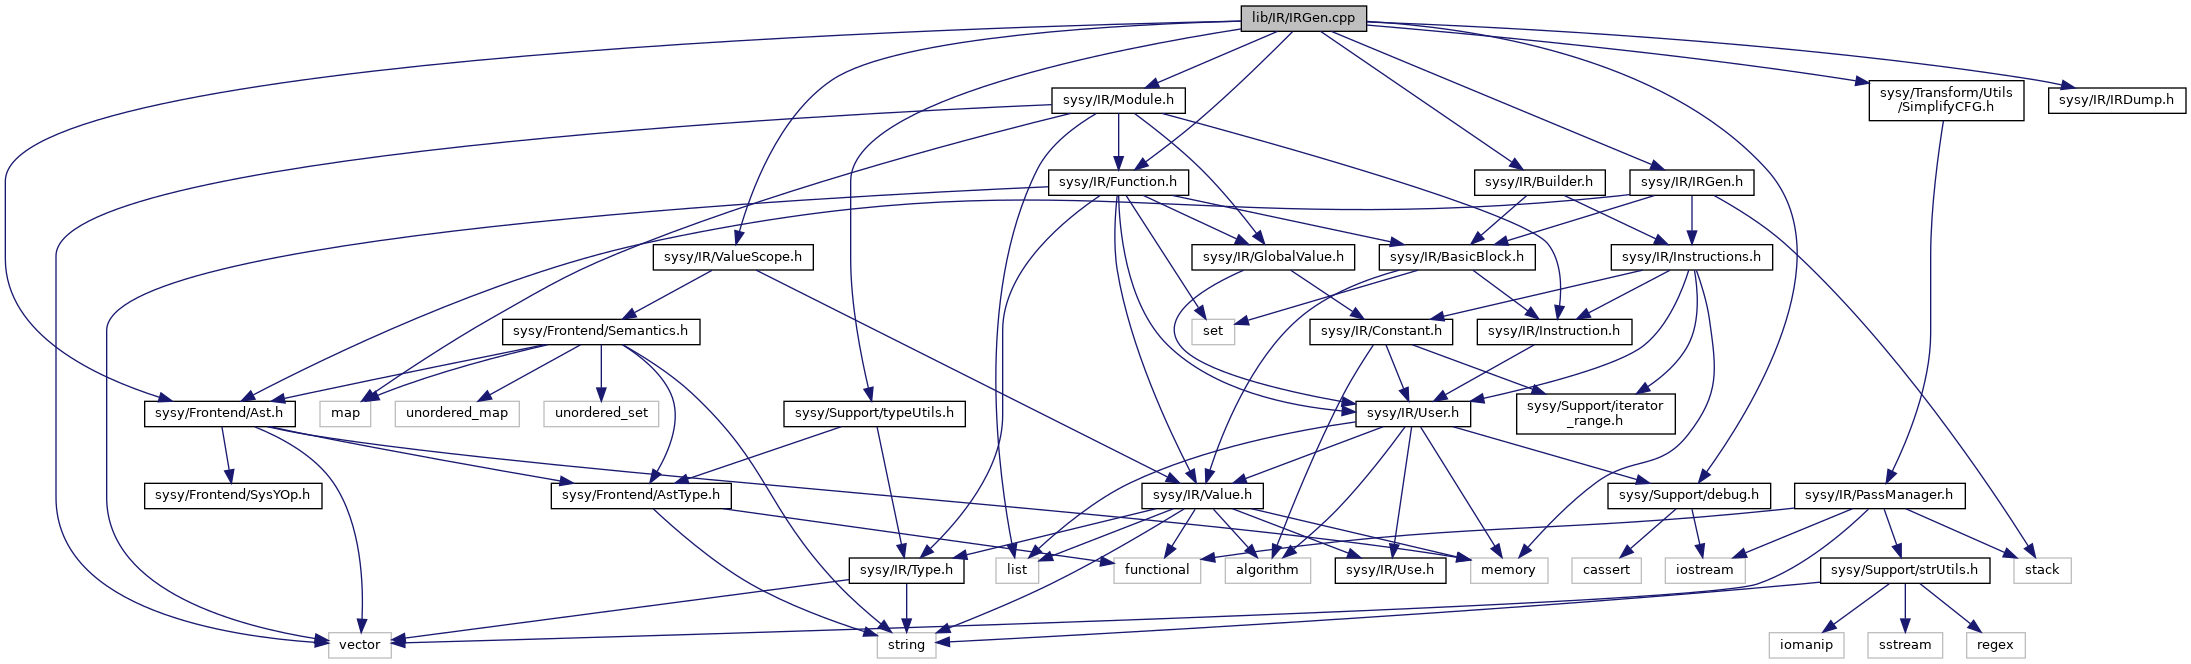 lib/IR/IRGen.cpp
sysy/IR/Module.h
sysy/Transform/Utils
/SimplifyCFG.h
sysy/IR/IRDump.h
sysy/IR/Function.h
sysy/IR/Builder.h
sysy/IR/IRGen.h
sysy/IR/ValueScope.h
sysy/IR/GlobalValue.h
sysy/IR/BasicBlock.h
sysy/IR/Instructions.h
sysy/Frontend/Semantics.h
set
sysy/IR/Constant.h
sysy/IR/Instruction.h
sysy/Frontend/Ast.h
map
unordered_map
unordered_set
sysy/Support/typeUtils.h
sysy/IR/User.h
sysy/Support/iterator
_range.h
sysy/Frontend/SysYOp.h
sysy/Frontend/AstType.h
sysy/IR/Value.h
sysy/Support/debug.h
sysy/IR/PassManager.h
sysy/IR/Type.h
list
functional
algorithm
sysy/IR/Use.h
memory
cassert
iostream
sysy/Support/strUtils.h
stack
vector
string
iomanip
sstream
regex